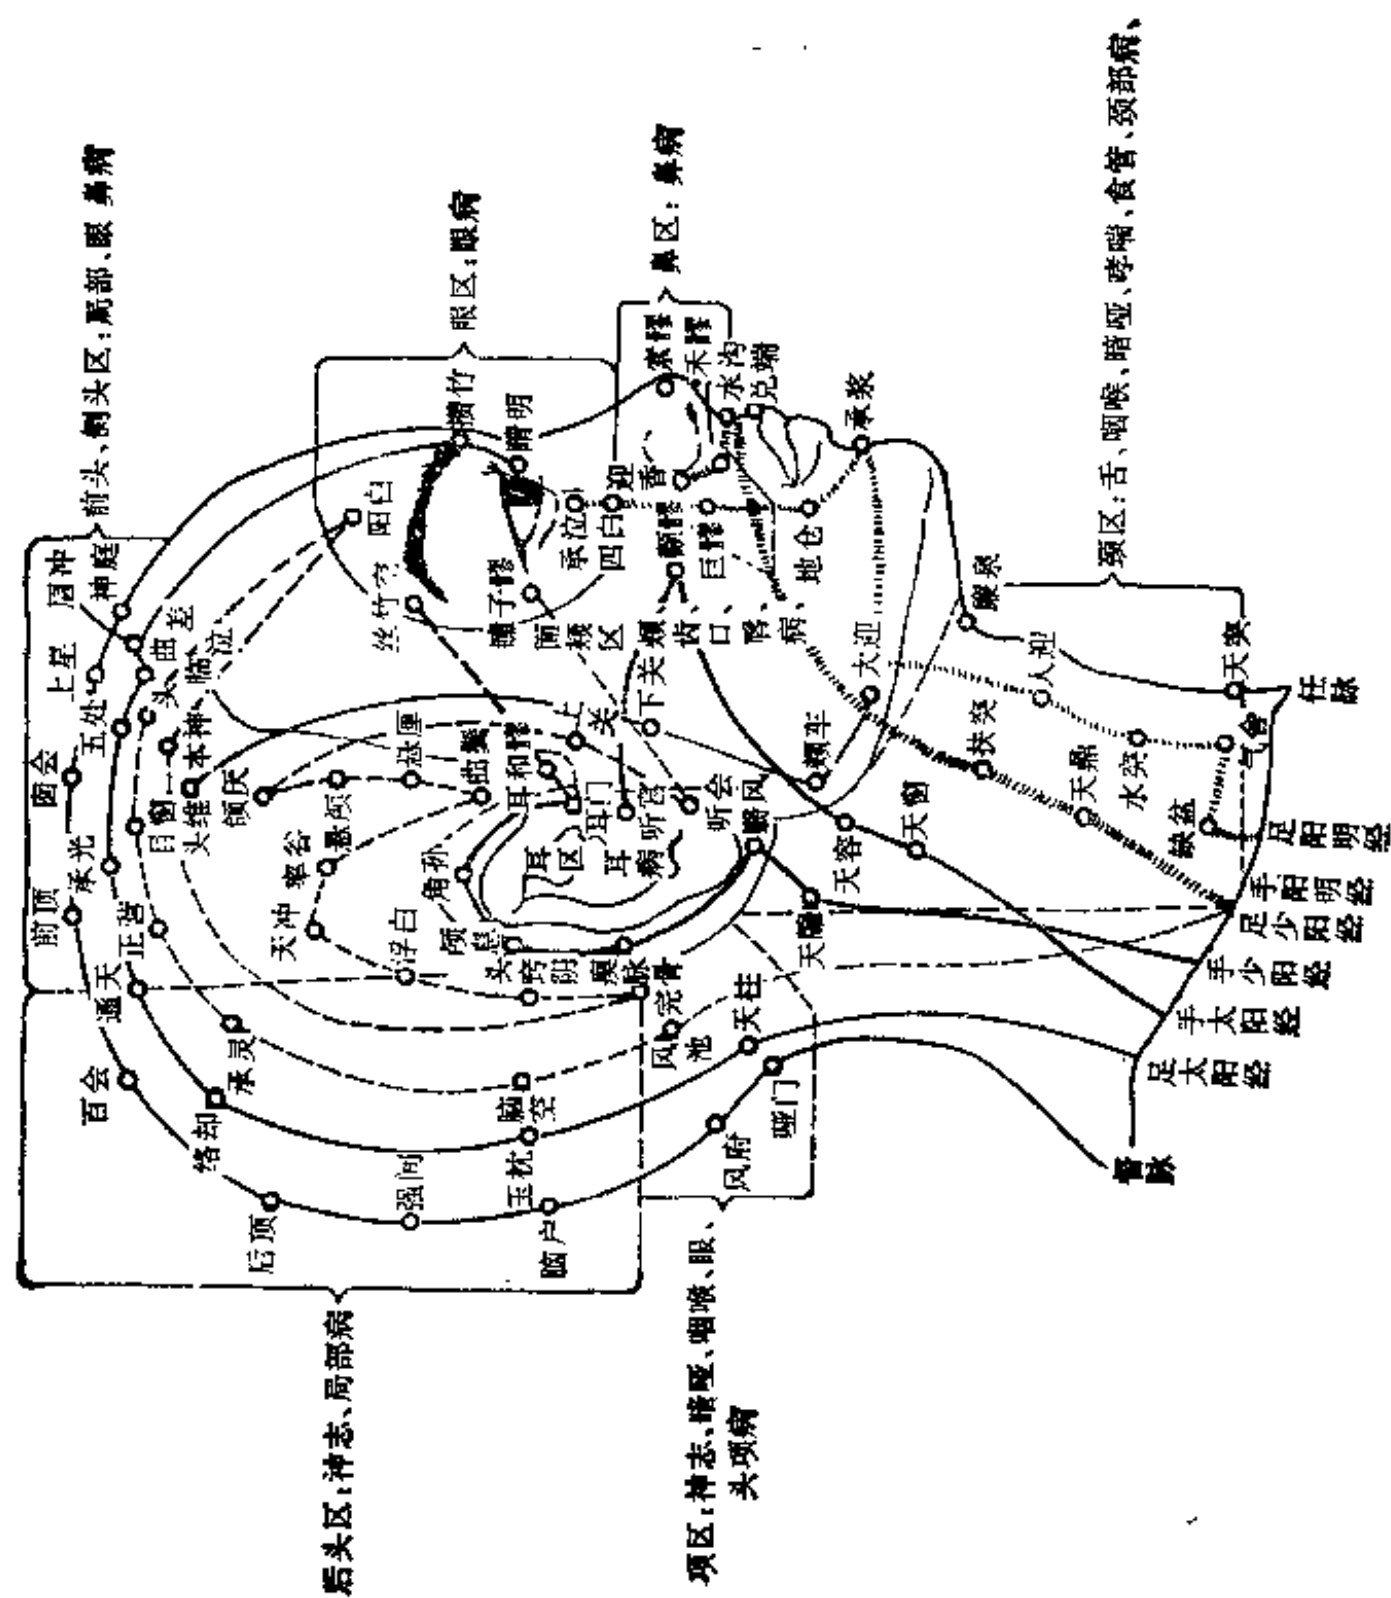 前头、侧头区：局部、眼 鼻病
眼区：眼病
鼻区：鼻病
颈区：舌、咽喉、喑哑、哮喘、食管、颈部病、
后头区：神志、局部病
项区：神志、喑哑、咽喉、眼、
头项病
面颊区
颊、齿、口、唇、病、
耳区
耳病
眉冲
神庭
上星
曲差
五处
头临泣
囟会
目窗
本神
头维
承光
前顶
正营
通天
百会
承灵
络却
后顶
强间
玉枕
脑户
脑空
风府
哑门
天柱
风池
完骨
头窍阴
浮白
天冲
率谷
角孙
颅息
瘈脉
翳风
颔厌
悬颅
悬厘
曲鬓
耳和髎
耳门
听宫
听会
上关
下关
阳白
攒竹
睛明
丝竹空
瞳子髎
承泣
四白
迎香
颧髎
巨髎
地仓
素髎
禾髎
水沟
兑端
承浆
大迎
颊车
廉泉
人迎
水突
气舍
天突
缺盆
扶突
天鼎
天窗
天容
天牖
任脉
足阳明经
手阳明经
足少阳经
手少阳经
手太阳经
足太阳经
督脉